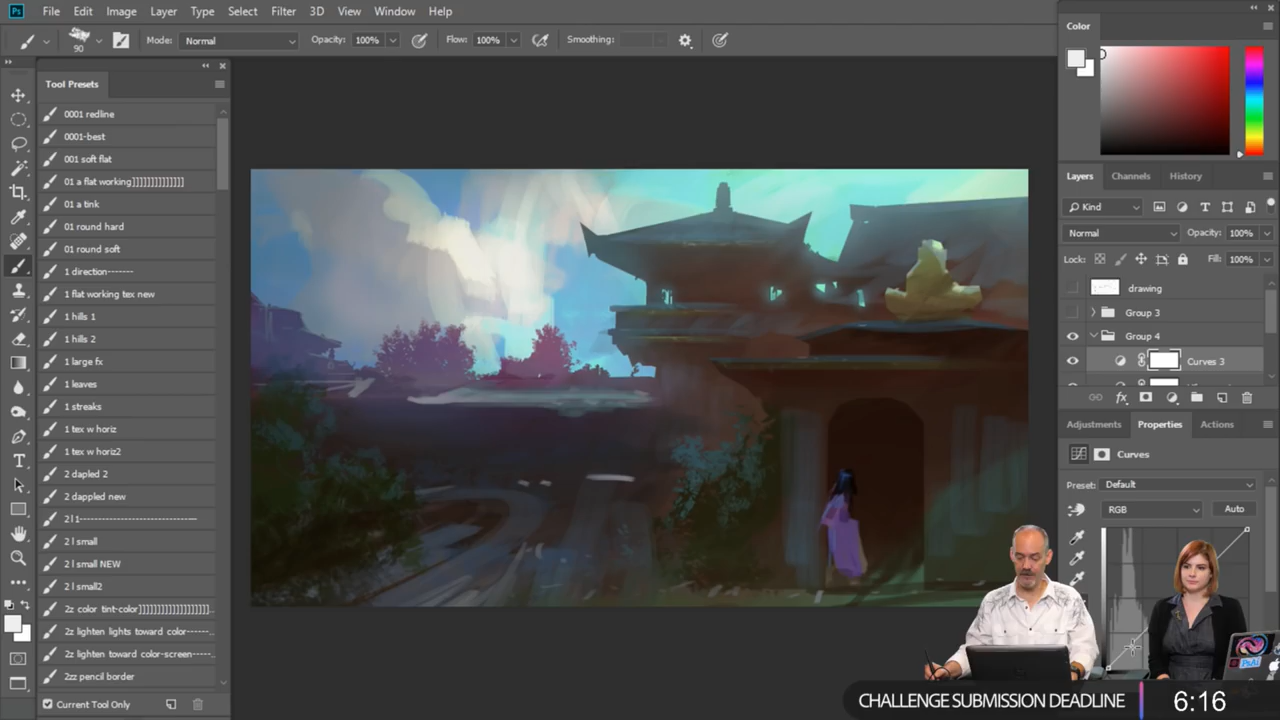 Ps File Edit Image Layer Type Select Filter 3D View Window Help
90 Mode: Normal Opacity: 100% Flow: 100% Smoothing:
Tool Presets
0001 redline
0001-best
001 soft flat
01 a flat working]]]]]]]]]]]]]]
01 a tink
01 round hard
01 round soft
1 direction-------
1 flat working tex new
1 hills 1
1 hills 2
1 large fx
1 leaves
1 streaks
1 tex w horiz
1 tex w horiz2
2 dapled 2
2 dappled new
2 l 1------------------------------
2 l small
2 l small NEW
2 l small2
2z color tint-color]]]]]]]]]]]]]]]]]]]...
2z lighten lights toward color------..
2z lighten toward color-screen-----..
2zz pencil border
Current Tool Only
Color
Layers Channels History
Kind
Normal Opacity: 100%
Lock: Fill: 100%
drawing
Group 3
Group 4
Curves 3
Adjustments Properties Actions
Curves
Preset: Default
RGB Auto
PsAi
CHALLENGE SUBMISSION DEADLINE 6:16